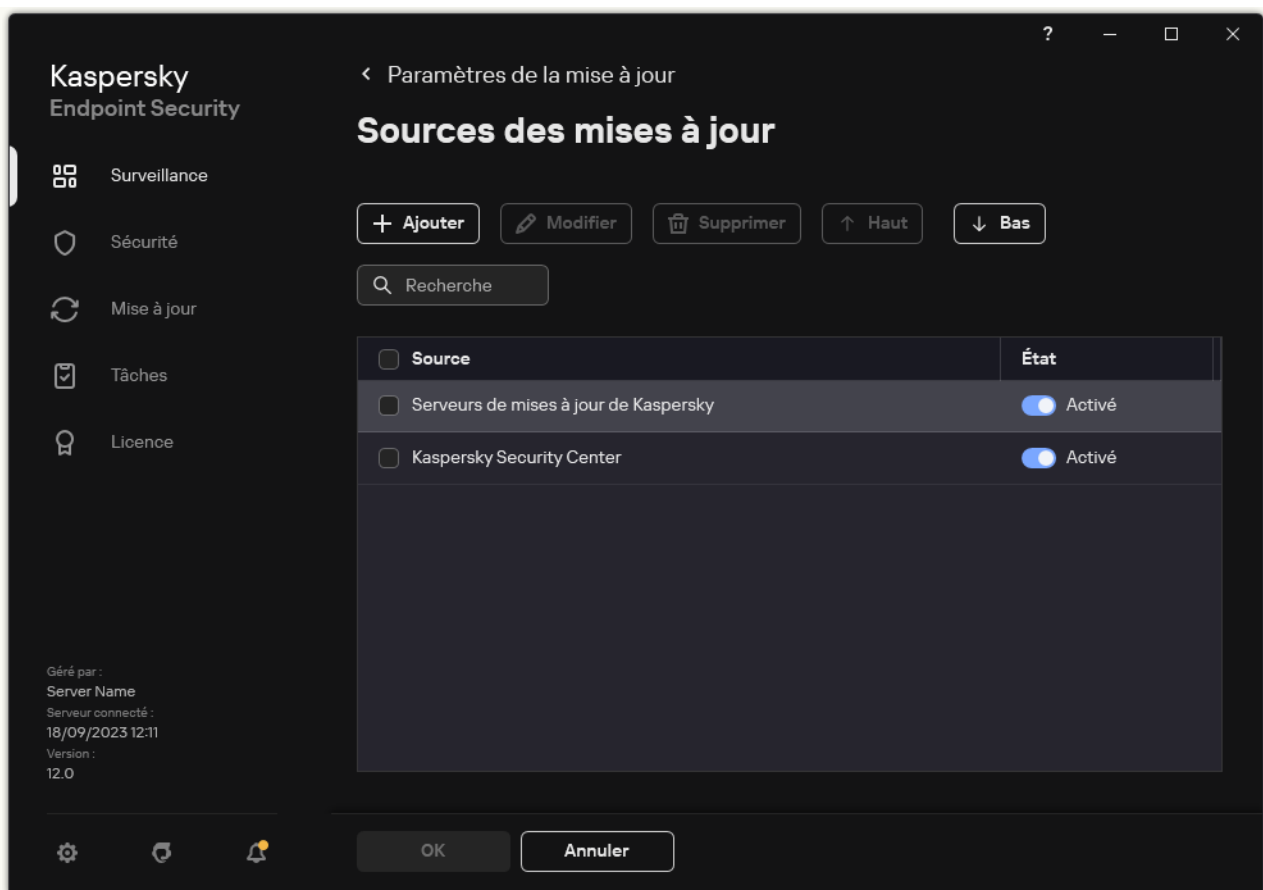 ?
Kaspersky
Endpoint Security
Surveillance
Sécurité
Mise à jour
Tâches
Licence
Géré par :
Server Name
Serveur connecté :
18/09/2023 12:11
Version :
12.0
Paramètres de la mise à jour
Sources des mises à jour
Ajouter Modifier Supprimer Haut Bas
Recherche
Source État
Serveurs de mises à jour de Kaspersky Activé
Kaspersky Security Center Activé
OK Annuler